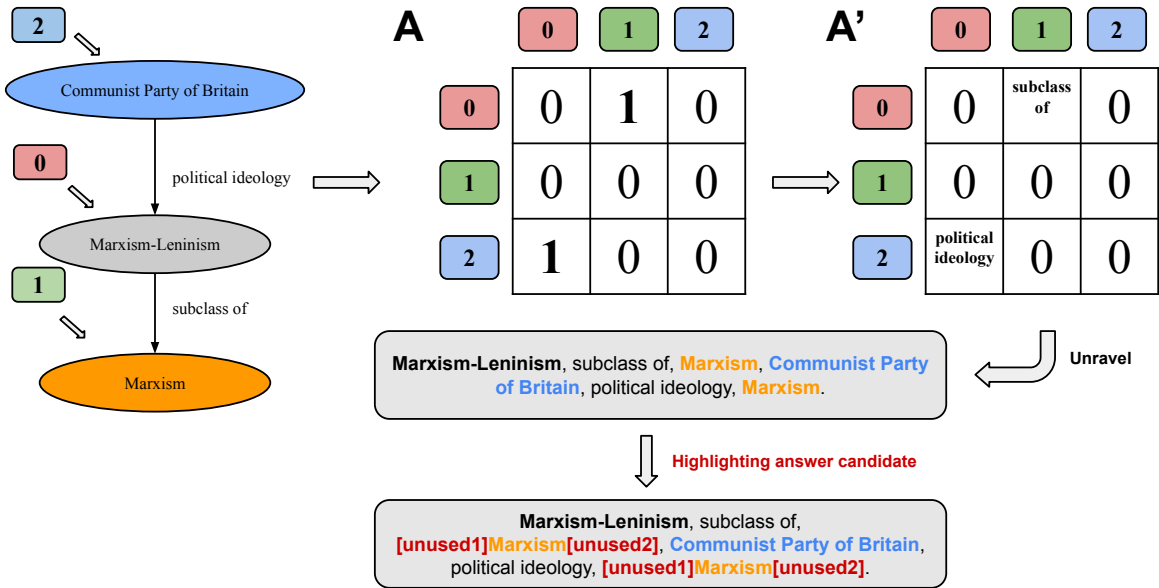 2
Communist Party of Britain
political ideology
0
Marxism-Leninism
1
subclass of
Marxism
A
0 1 2
0 0 1 0
1 0 0 0
2 1 0 0
A'
0 1 2
0 0 subclass of 0
1 0 0 0
2 political ideology 0 0
Unravel
Marxism-Leninism, subclass of, Marxism, Communist Party
of Britain, political ideology, Marxism.
Highlighting answer candidate
Marxism-Leninism, subclass of,
[unused1]Marxism[unused2], Communist Party of Britain,
political ideology, [unused1]Marxism[unused2].